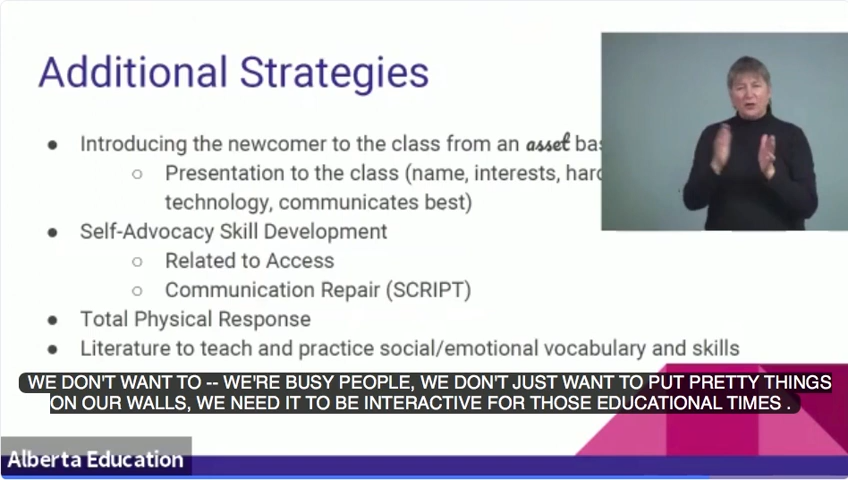 Additional Strategies
● Introducing the newcomer to the class from an asset
○ Presentation to the class (name, interests,
technology, communicates best)
● Self-Advocacy Skill Development
○ Related to Access
○ Communication Repair (SCRIPT)
● Total Physical Response
● Literature to teach and practice social/emotional vocabulary and skills
WE DON'T WANT TO -- WE'RE BUSY PEOPLE, WE DON'T JUST WANT TO PUT PRETTY THINGS
ON OUR WALLS, WE NEED IT TO BE INTERACTIVE FOR THOSE EDUCATIONAL TIMES .
Alberta Education